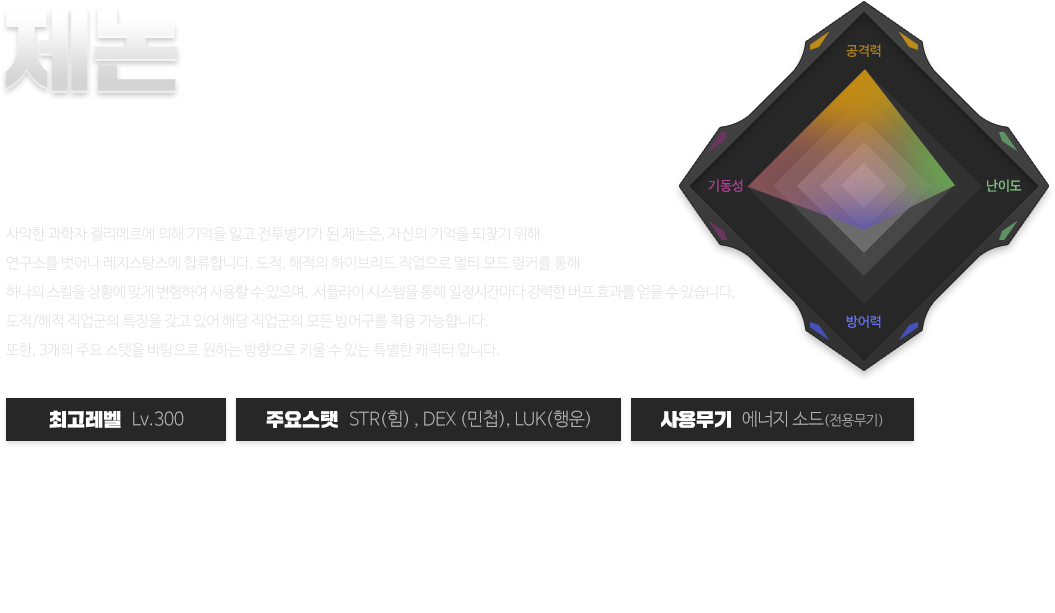 제논
공격력
기동성
난이도
방어력
사악한 과학자 겔리메르에 의해 기억을 잃고 전투병기가 된 제논은, 자신의 기억을 되찾기 위해
연구소를 벗어나 레지스탕스에 합류합니다. 도적, 해적의 하이브리드 직업으로 멀티 모드 링커를 통해
하나의 스킬을 상황에 맞게 변형하여 사용할 수 있으며, 서플라이 시스템을 통해 일정시간마다 강력한 버프 효과를 얻을 수 있습니다.
도적/해적 직업군의 특징을 갖고 있어 해당 직업군의 모든 방어구를 착용 가능합니다.
또한, 3개의 주요 스탯을 바탕으로 원하는 방향으로 키울 수 있는 특별한 캐릭터 입니다.
최고레벨 Lv.300
주요스탯 STR(힘) , DEX (민첩), LUK(행운)
사용무기 에너지 소드(전용무기)